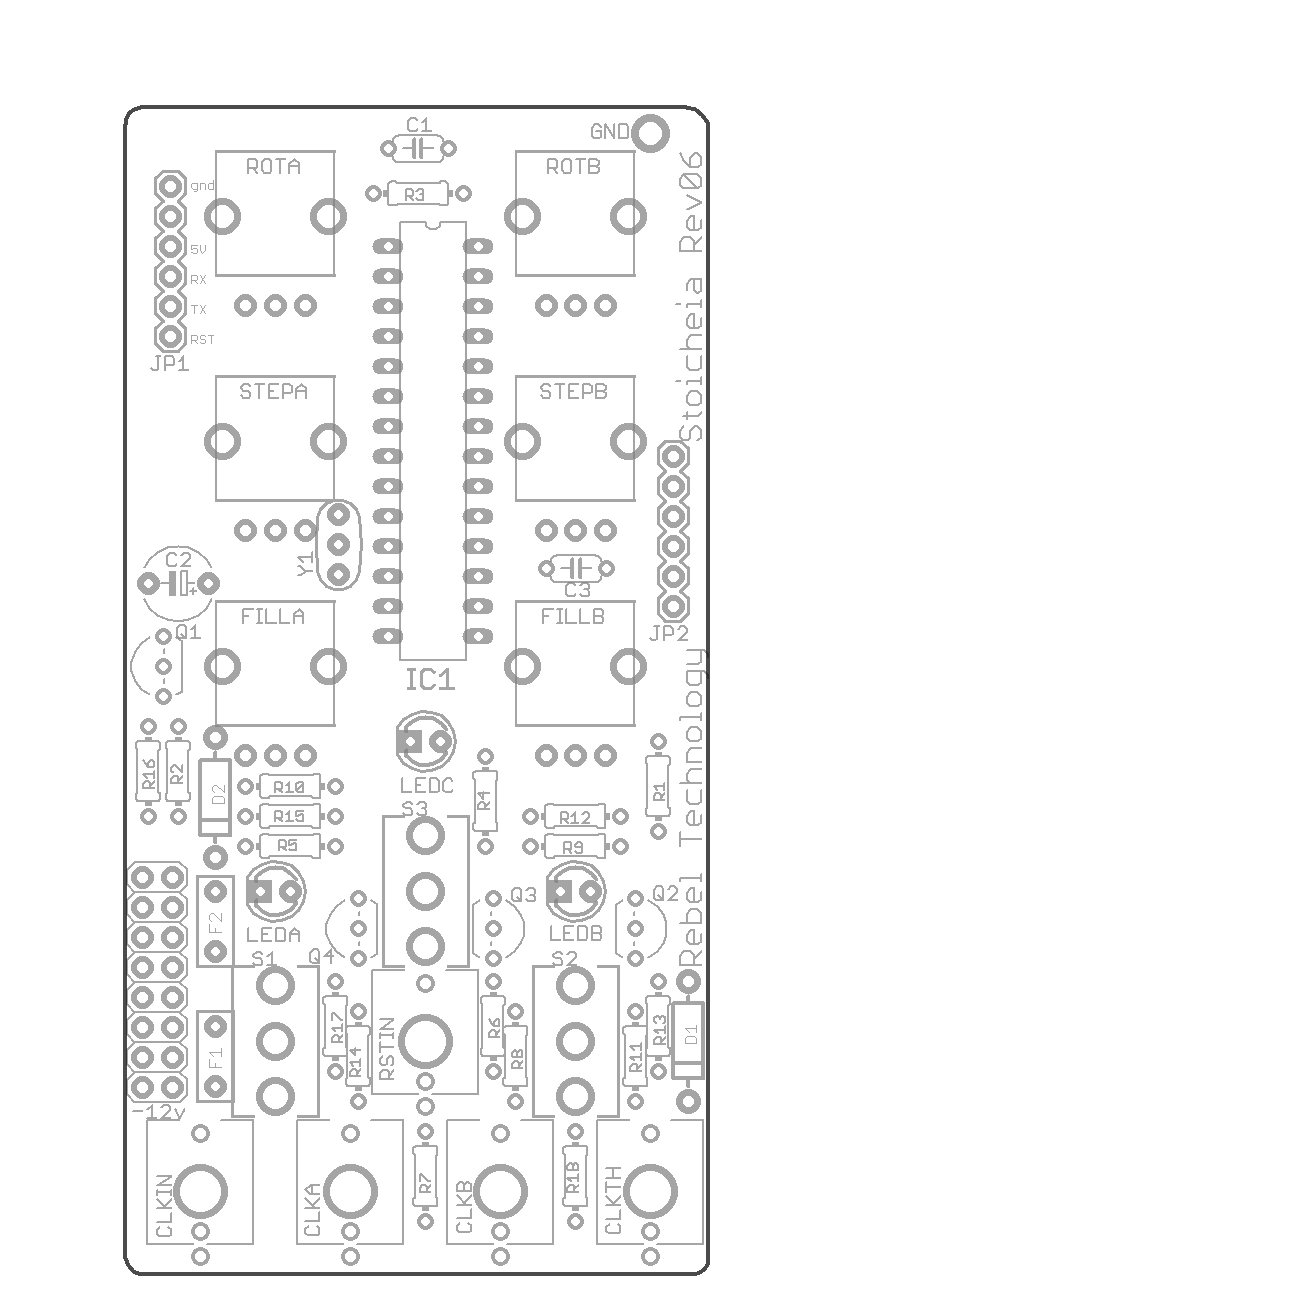 C1
GND
ROTA
ROTB
R3
gnd
5V
RX
TX
RST
JP1
Stoicheia Rev06
STEPA
STEPB
C2
Y1
C3
FILLA
FILLB
Q1
JP2
IC1
R16
R2
D2
R10
R15
R5
LEDC
S3
R4
R12
R9
R1
Rebel Technology
F2
LEDA
Q4
Q3
LEDB
Q2
S1
S2
F1
R17
R14
RSTIN
R6
R8
R11
R13
D1
-12v
CLKIN
CLKA
R7
CLKB
R18
CLKTH